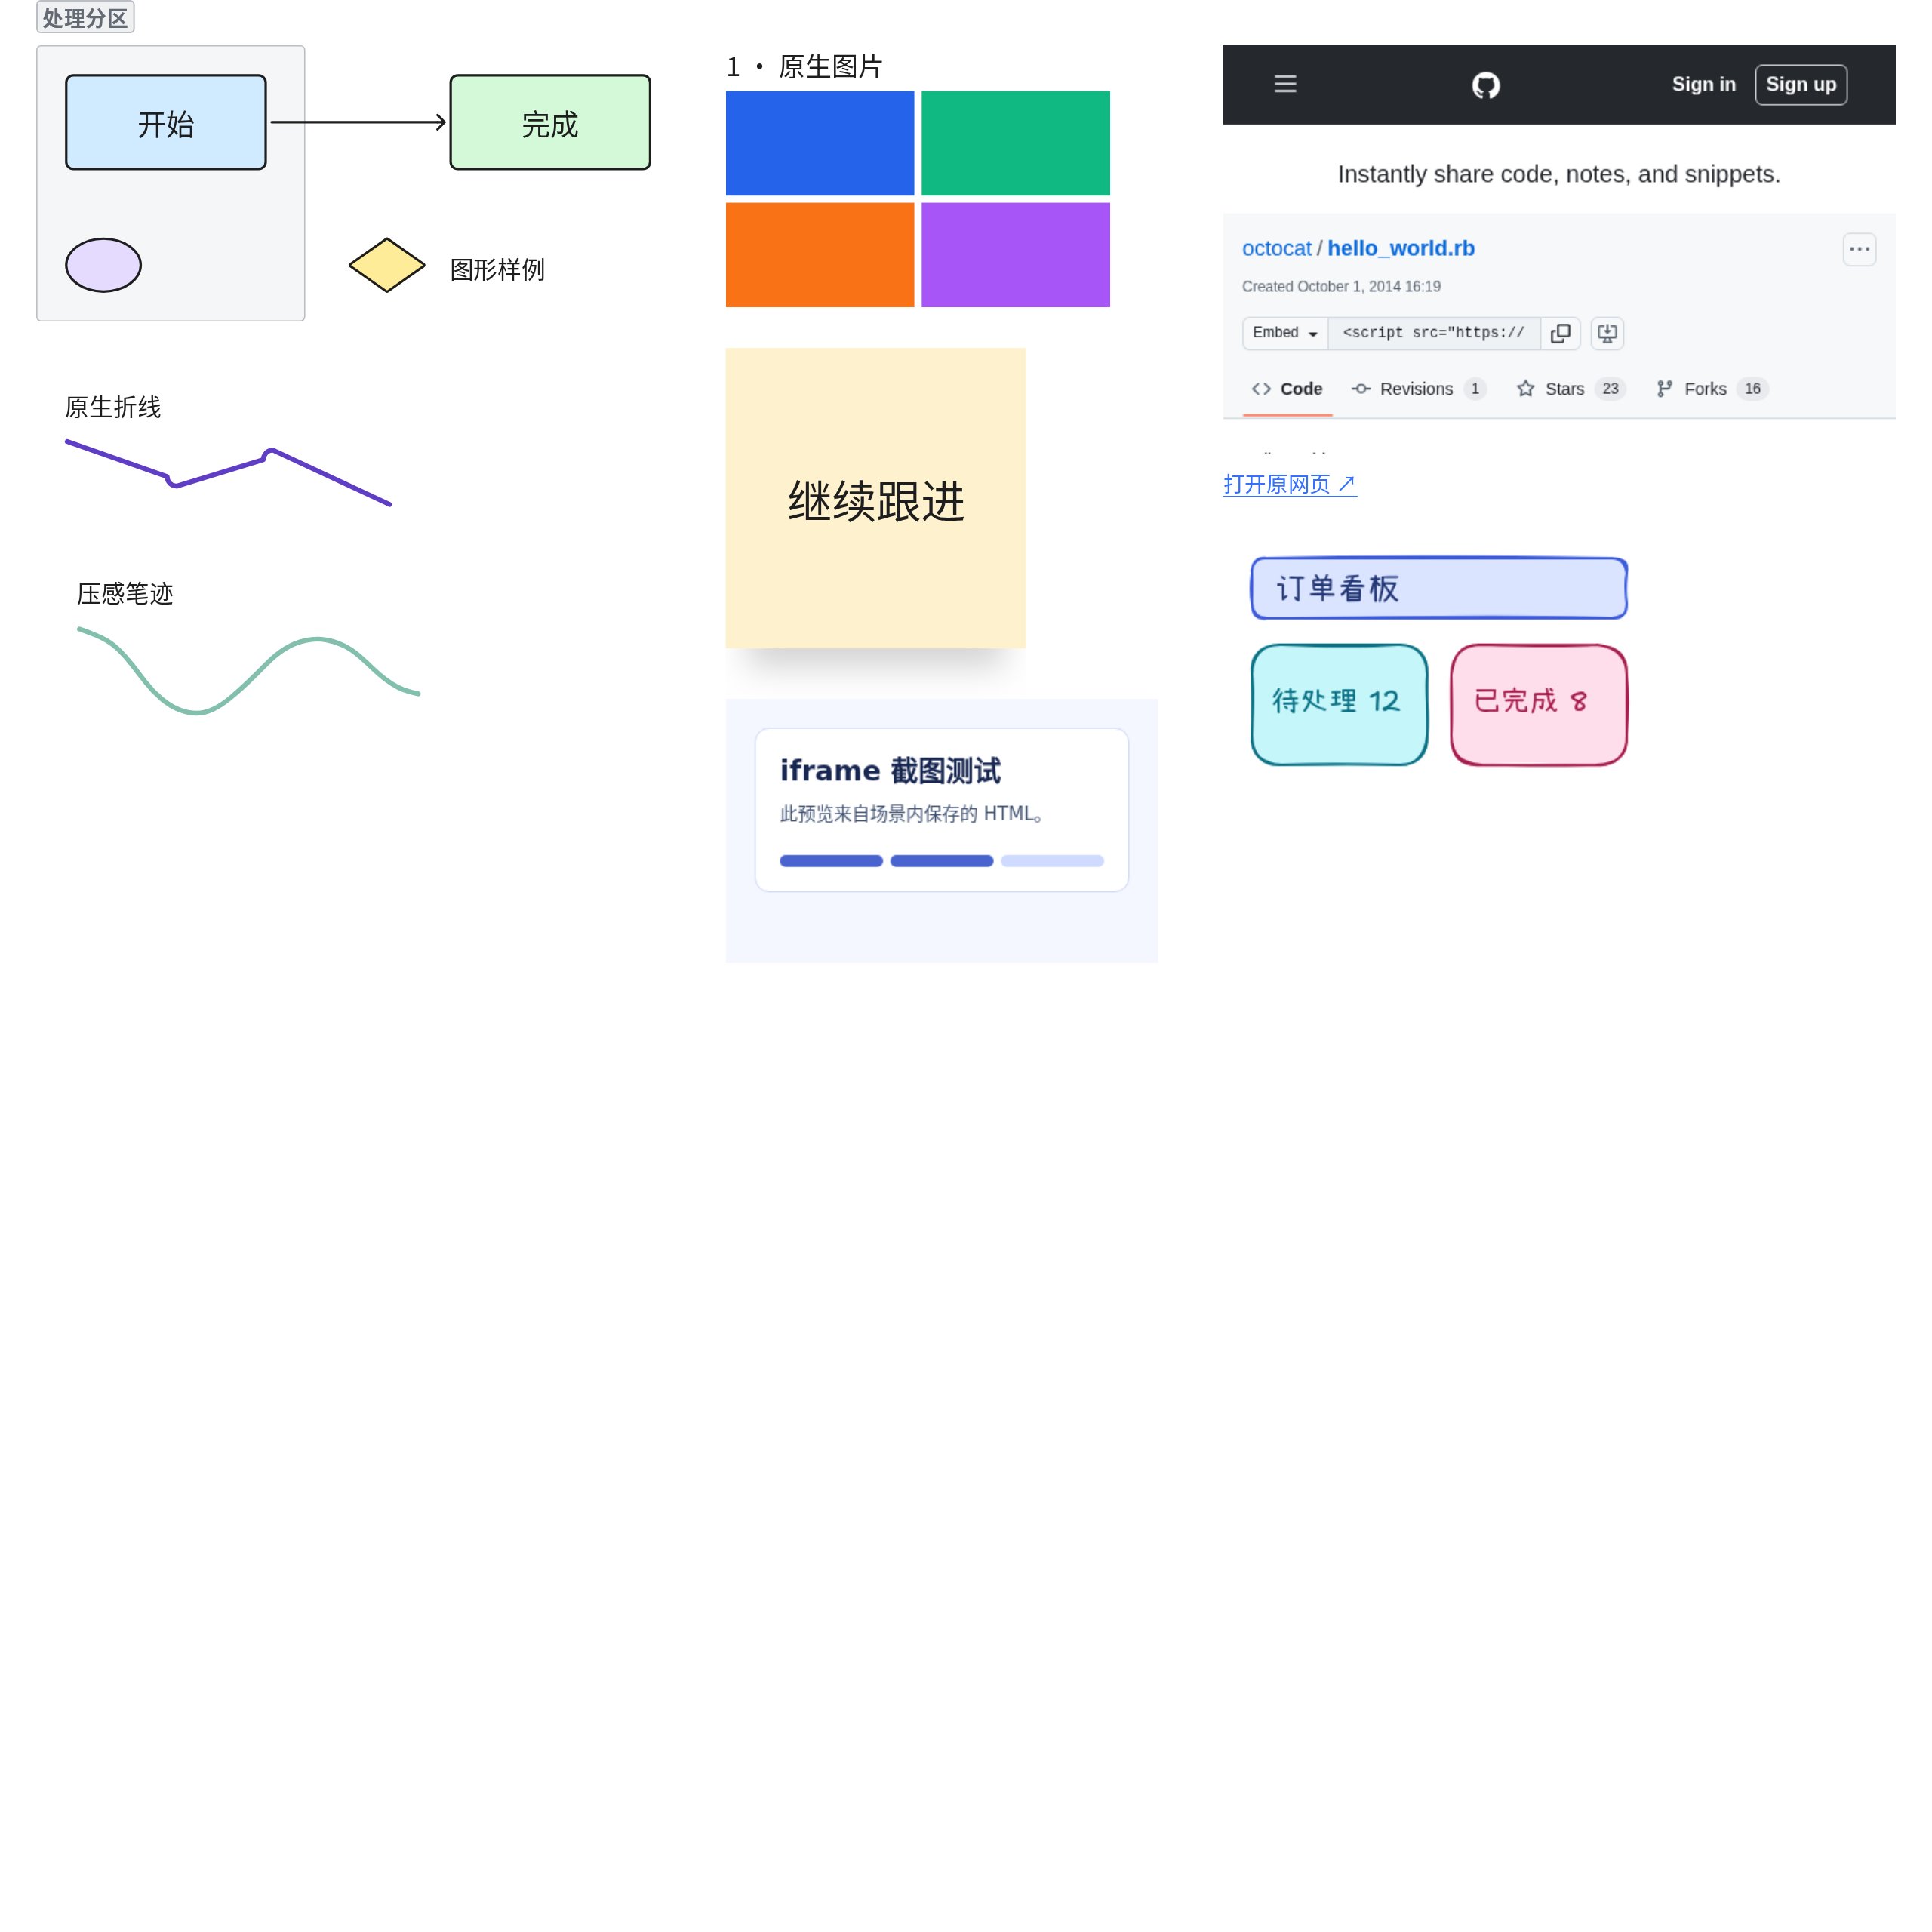 处理分区
开始
完成
图形样例
原生折线
压感笔迹
1 • 原生图片
继续跟进
iframe 截图测试
此预览来自场景内保存的 HTML。
Sign in Sign up
Instantly share code, notes, and snippets.
octocat / hello_world.rb
Created October 1, 2014 16:19
Embed <script src="https://
Code Revisions 1 Stars 23 Forks 16
打开原网页 ↗
订单看板
待处理 12
已完成 8